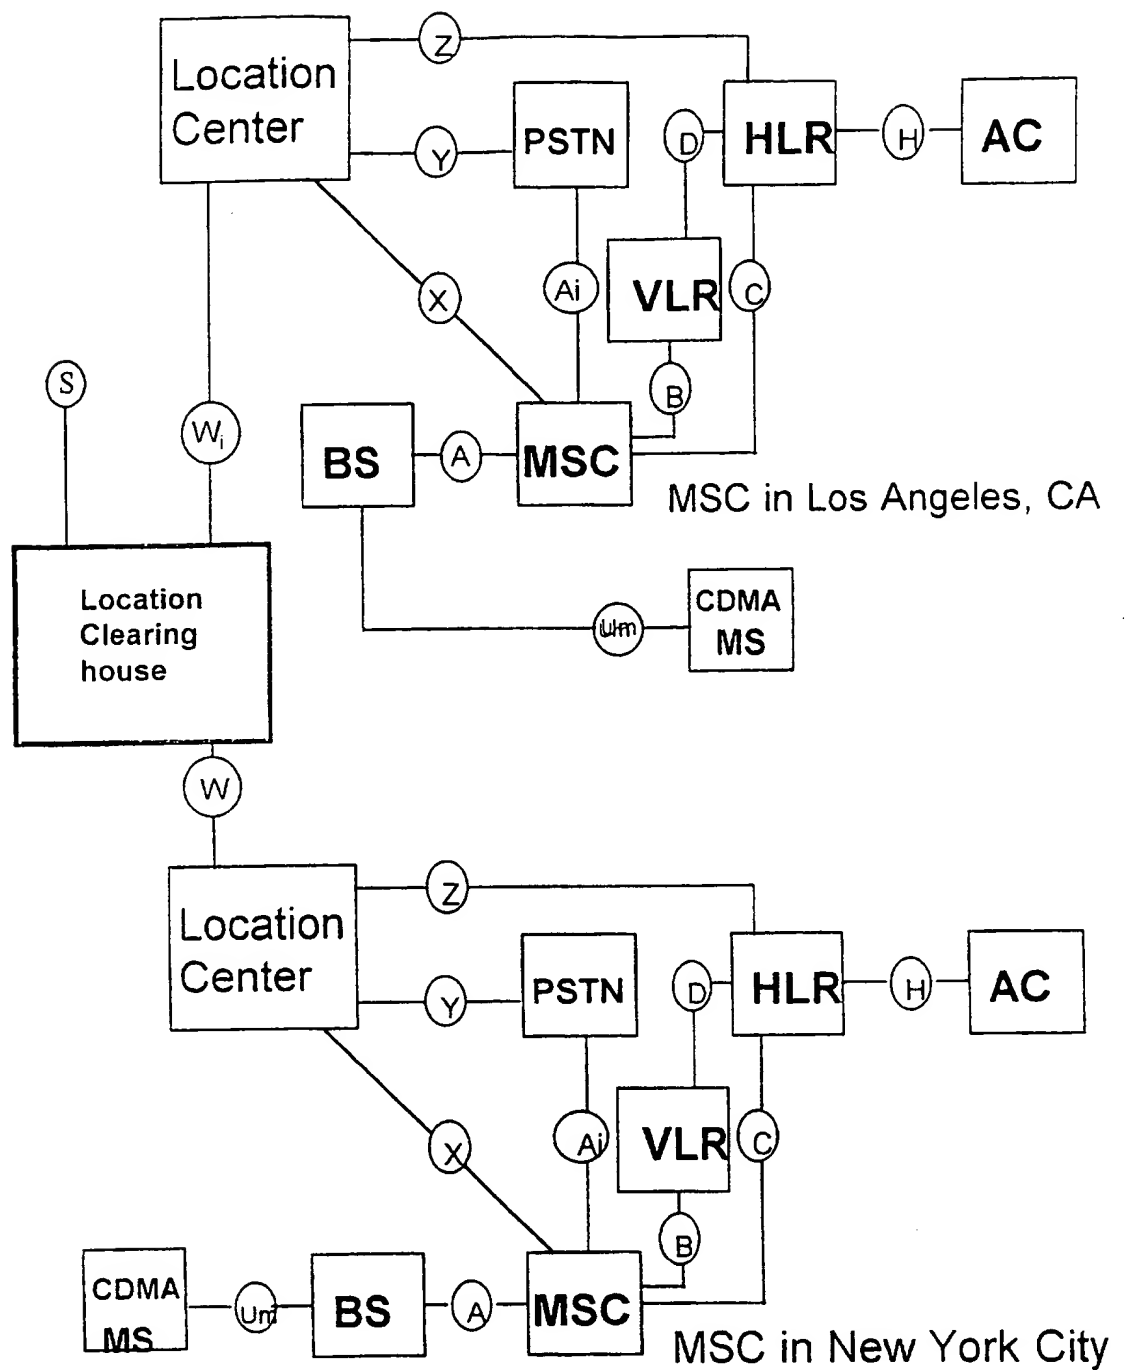 Z
Location
Center
Y
PSTN
D
HLR
H
AC
X
Ai
VLR
C
S
B
Wi
BS
A
MSC
MSC in Los Angeles, CA
Location
Clearing
house
Um
CDMA
MS
W
Z
Location
Center
Y
PSTN
D
HLR
H
AC
X
Ai
VLR
C
B
CDMA
MS
Um
BS
A
MSC
MSC in New York City